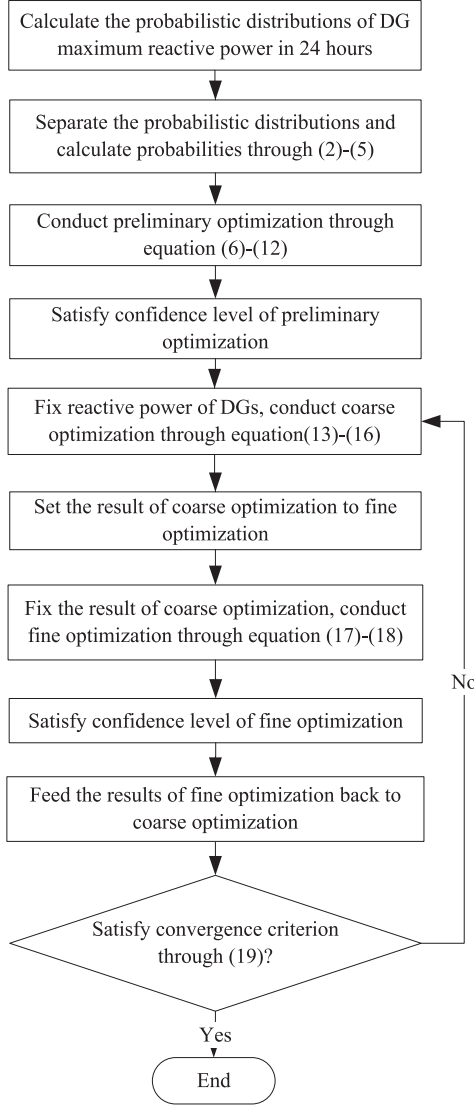 Calculate the probabilistic distributions of DG
maximum reactive power in 24 hours
Separate the probabilistic distributions and
calculate probabilities through (2)-(5)
Conduct preliminary optimization through
equation (6)-(12)
Satisfy confidence level of preliminary
optimization
Fix reactive power of DGs, conduct coarse
optimization through equation(13)-(16)
Set the result of coarse optimization to fine
optimization
Fix the result of coarse optimization, conduct
fine optimization through equation (17)-(18)
No
Satisfy confidence level of fine optimization
Feed the results of fine optimization back to
coarse optimization
Satisfy convergence criterion
through (19)?
Yes
End